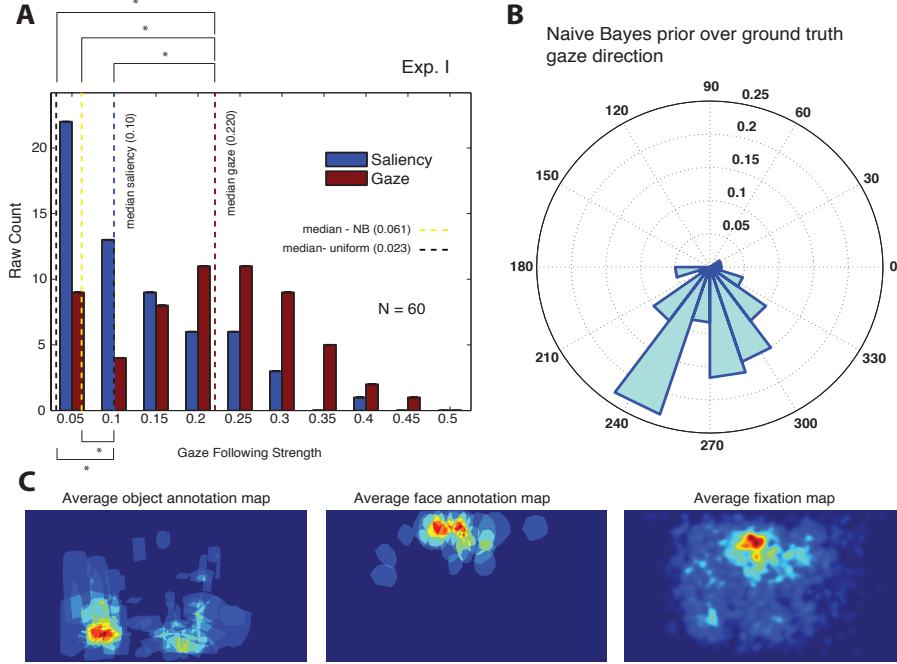 A
*
*
*
Exp. I
median saliency (0.10)
median gaze (0.220)
Saliency
Gaze
median - NB (0.061)
median- uniform (0.023)
N = 60
Raw Count
20
15
10
5
0
0.05 0.1 0.15 0.2 0.25 0.3 0.35 0.4 0.45 0.5
*
*
Gaze Following Strength
B
Naive Bayes prior over ground truth
gaze direction
90
120
60
150
30
180
0
210
330
240
300
270
0.25
0.2
0.15
0.1
0.05
C
Average object annotation map
Average face annotation map
Average fixation map